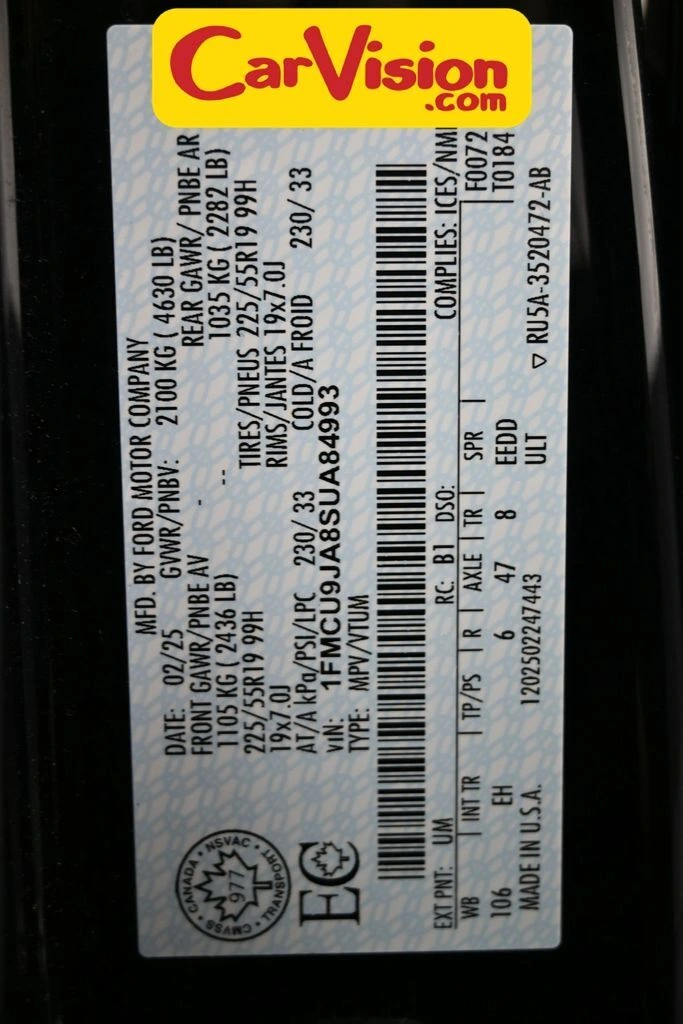 CarVision
.com
MFD. BY FORD MOTOR COMPANY
DATE: 02/25 GVWR/PNBV: 2100 KG ( 4630 LB)
FRONT GAWR/PNBE AV - REAR GAWR/ PNBE AR
1105 KG ( 2436 LB) -- 1035 KG ( 2282 LB)
225/55R19 99H TIRES/PNEUS 225/55R19 99H
19x7.0J RIMS/JANTES 19x7.0J
AT/A kPa/PSI/LPC 230/ 33 COLD/A FROID 230/ 33
VIN: 1FMCU9JA8SUA84993
TYPE: MPV/VTUM
CANADA • NSVAC • TRANSPORT • CMVSS •
977
EC
EXT PNT: UM RC: B1 DSO: COMPLIES: ICES/NMB
WB INT TR TP/PS R AXLE TR SPR F0072
106 EH 6 47 8 EEDD T0184
MADE IN U.S.A. 1202502247443 ULT ▽ RU5A-3520472-AB